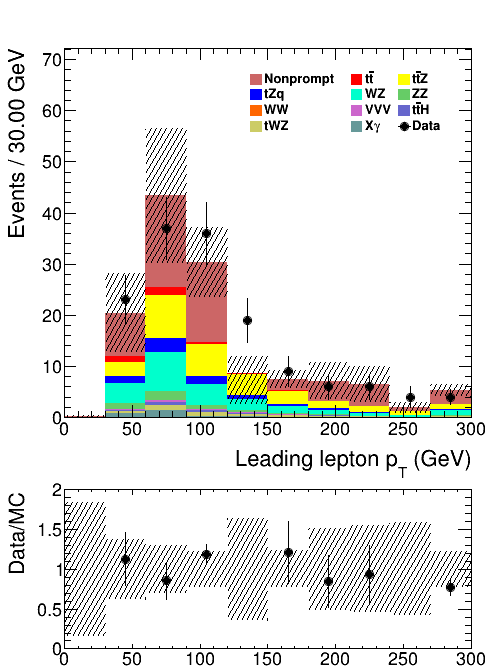 Events / 30.00 GeV
70
60
50
40
30
20
10
0
Nonprompt tt̄ tt̄Z
tZq WZ ZZ
WW VVV tt̄H
tWZ Xγ Data
0 50 100 150 200 250 300
Leading lepton p_T (GeV)
Data/MC
2
1.5
1
0.5
0
0 50 100 150 200 250 300